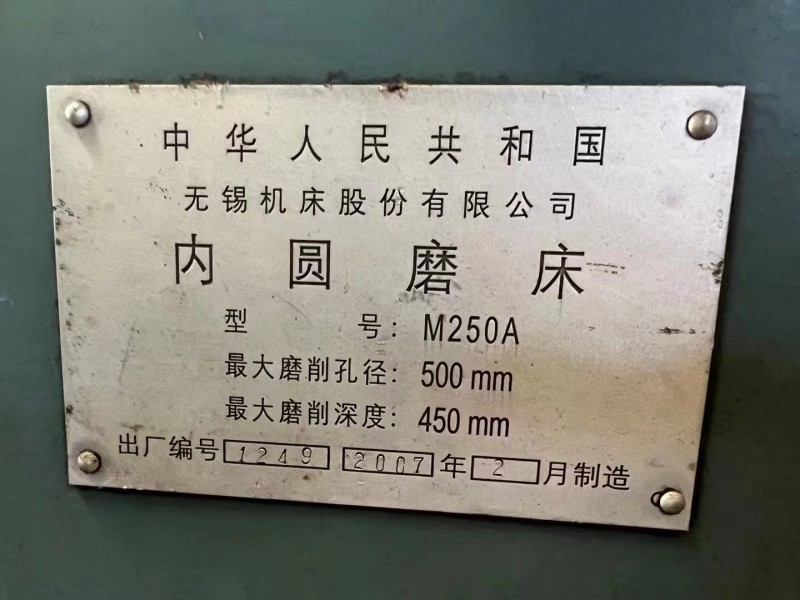 中华人民共和国
无锡机床股份有限公司
内圆磨床
型号：M250A
最大磨削孔径：500 mm
最大磨削深度：450 mm
出厂编号 1249 2007 年 2 月制造